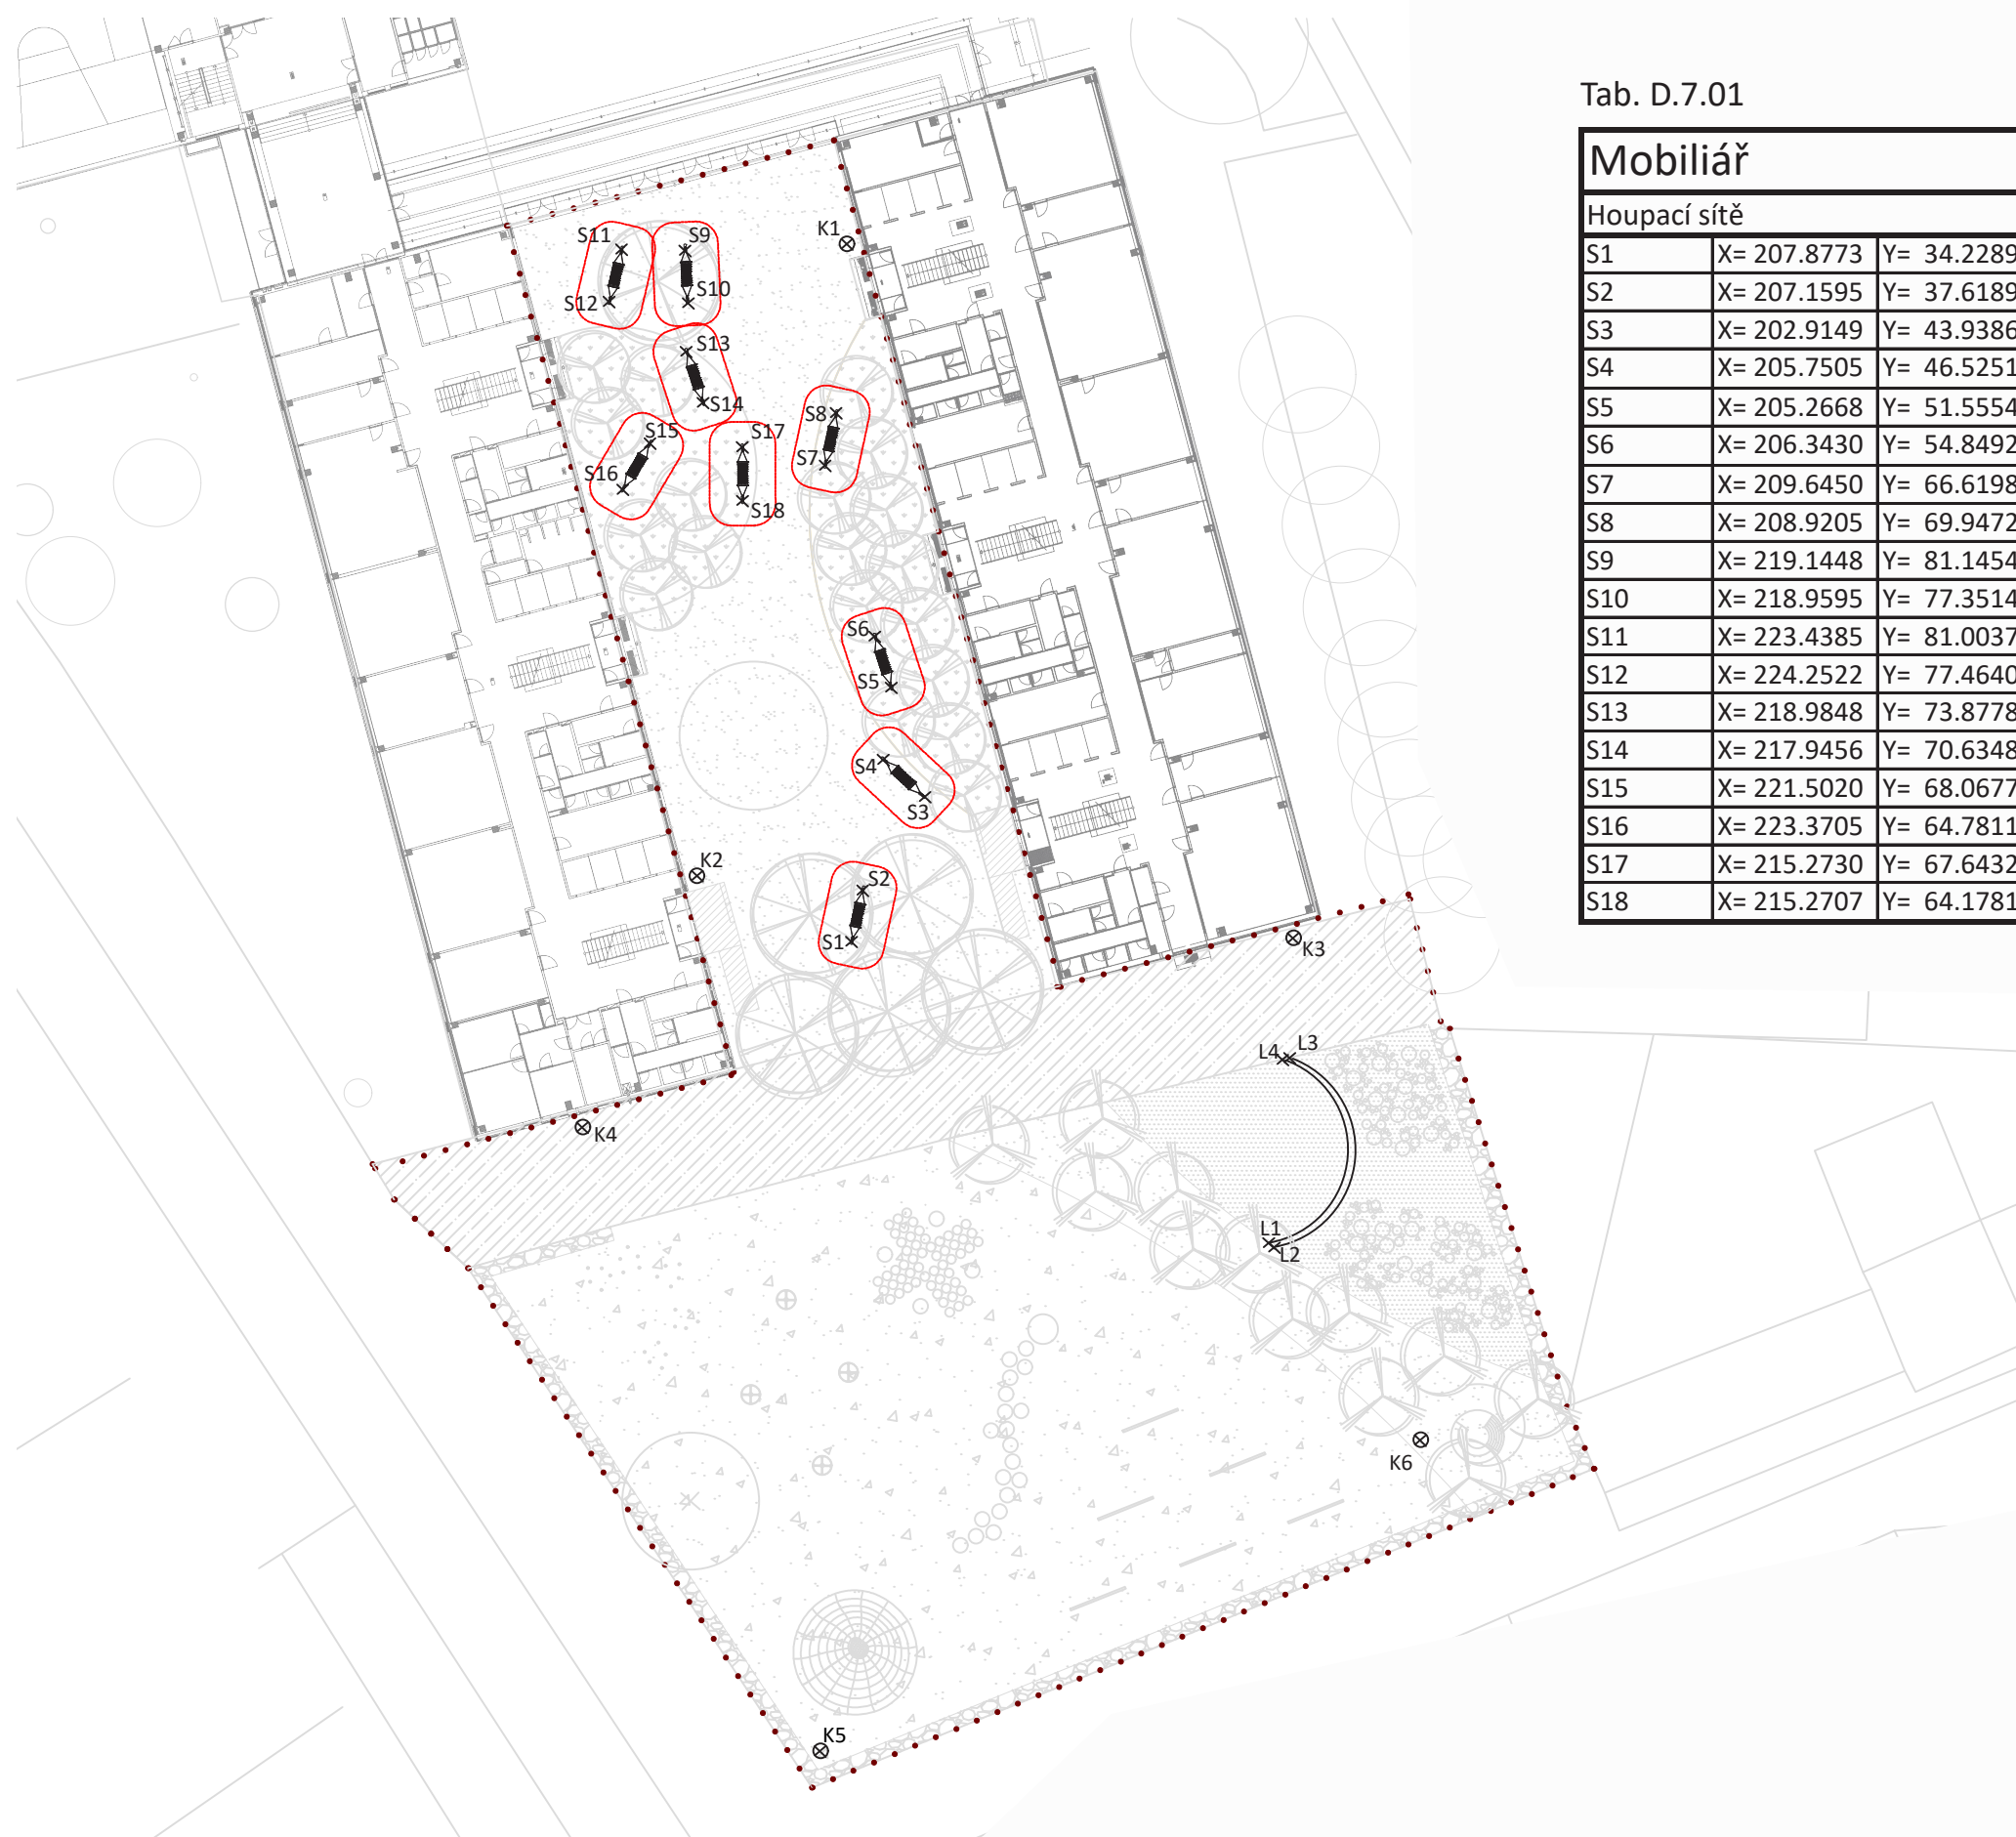 Tab. D.7.01
Mobiliář
Houpací sítě
S1 X= 207.8773 Y= 34.2289
S2 X= 207.1595 Y= 37.6189
S3 X= 202.9149 Y= 43.9386
S4 X= 205.7505 Y= 46.5251
S5 X= 205.2668 Y= 51.5554
S6 X= 206.3430 Y= 54.8492
S7 X= 209.6450 Y= 66.6198
S8 X= 208.9205 Y= 69.9472
S9 X= 219.1448 Y= 81.1454
S10 X= 218.9595 Y= 77.3514
S11 X= 223.4385 Y= 81.0037
S12 X= 224.2522 Y= 77.4640
S13 X= 218.9848 Y= 73.8778
S14 X= 217.9456 Y= 70.6348
S15 X= 221.5020 Y= 68.0677
S16 X= 223.3705 Y= 64.7811
S17 X= 215.2730 Y= 67.6432
S18 X= 215.2707 Y= 64.1781
K1
S11 S9
S12 S10
S13
S14
S8
S15 S17
S7
S16
S18
S6
S5
S4
S3
K2
S2
S1
K3
L4 L3
K4
L1
L2
K6
K5